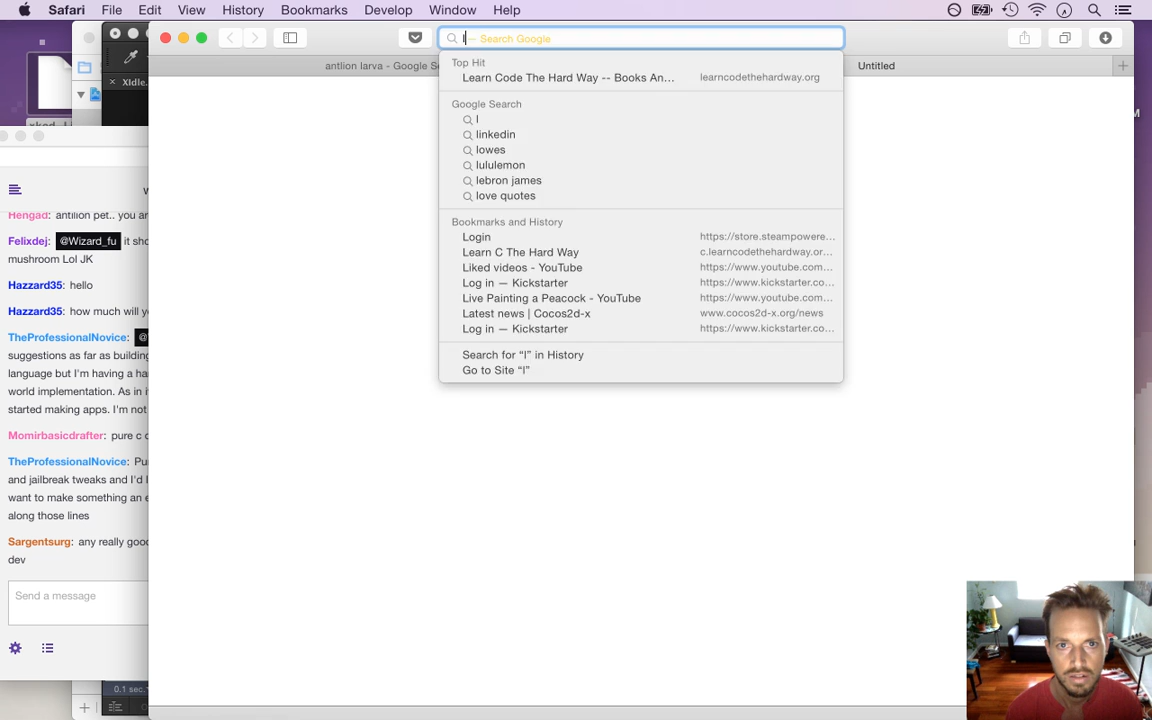 Safari File Edit View History Bookmarks Develop Window Help
l — Search Google
antlion larva - Google Se
Untitled
Top Hit
Learn Code The Hard Way -- Books An… learncodethehardway.org
Google Search
l
linkedin
lowes
lululemon
lebron james
love quotes
Bookmarks and History
Login https://store.steampowere…
Learn C The Hard Way c.learncodethehardway.or…
Liked videos - YouTube https://www.youtube.com…
Log in — Kickstarter https://www.kickstarter.co…
Live Painting a Peacock - YouTube https://www.youtube.com…
Latest news | Cocos2d-x www.cocos2d-x.org/news
Log in — Kickstarter https://www.kickstarter.co…
Search for “l” in History
Go to Site “l”
XIdle.
Hengad: antilion pet.. you ar
Felixdej: @Wizard_fu it sho
mushroom Lol JK
Hazzard35: hello
Hazzard35: how much will y
TheProfessionalNovice: @
suggestions as far as building
language but I'm having a ha
world implementation. As in i
started making apps. I'm not
Momirbasicdrafter: pure c c
TheProfessionalNovice: Pu
and jailbreak tweaks and I'd l
want to make something an e
along those lines
Sargentsurg: any really good
dev
Send a message
0.1 sec.